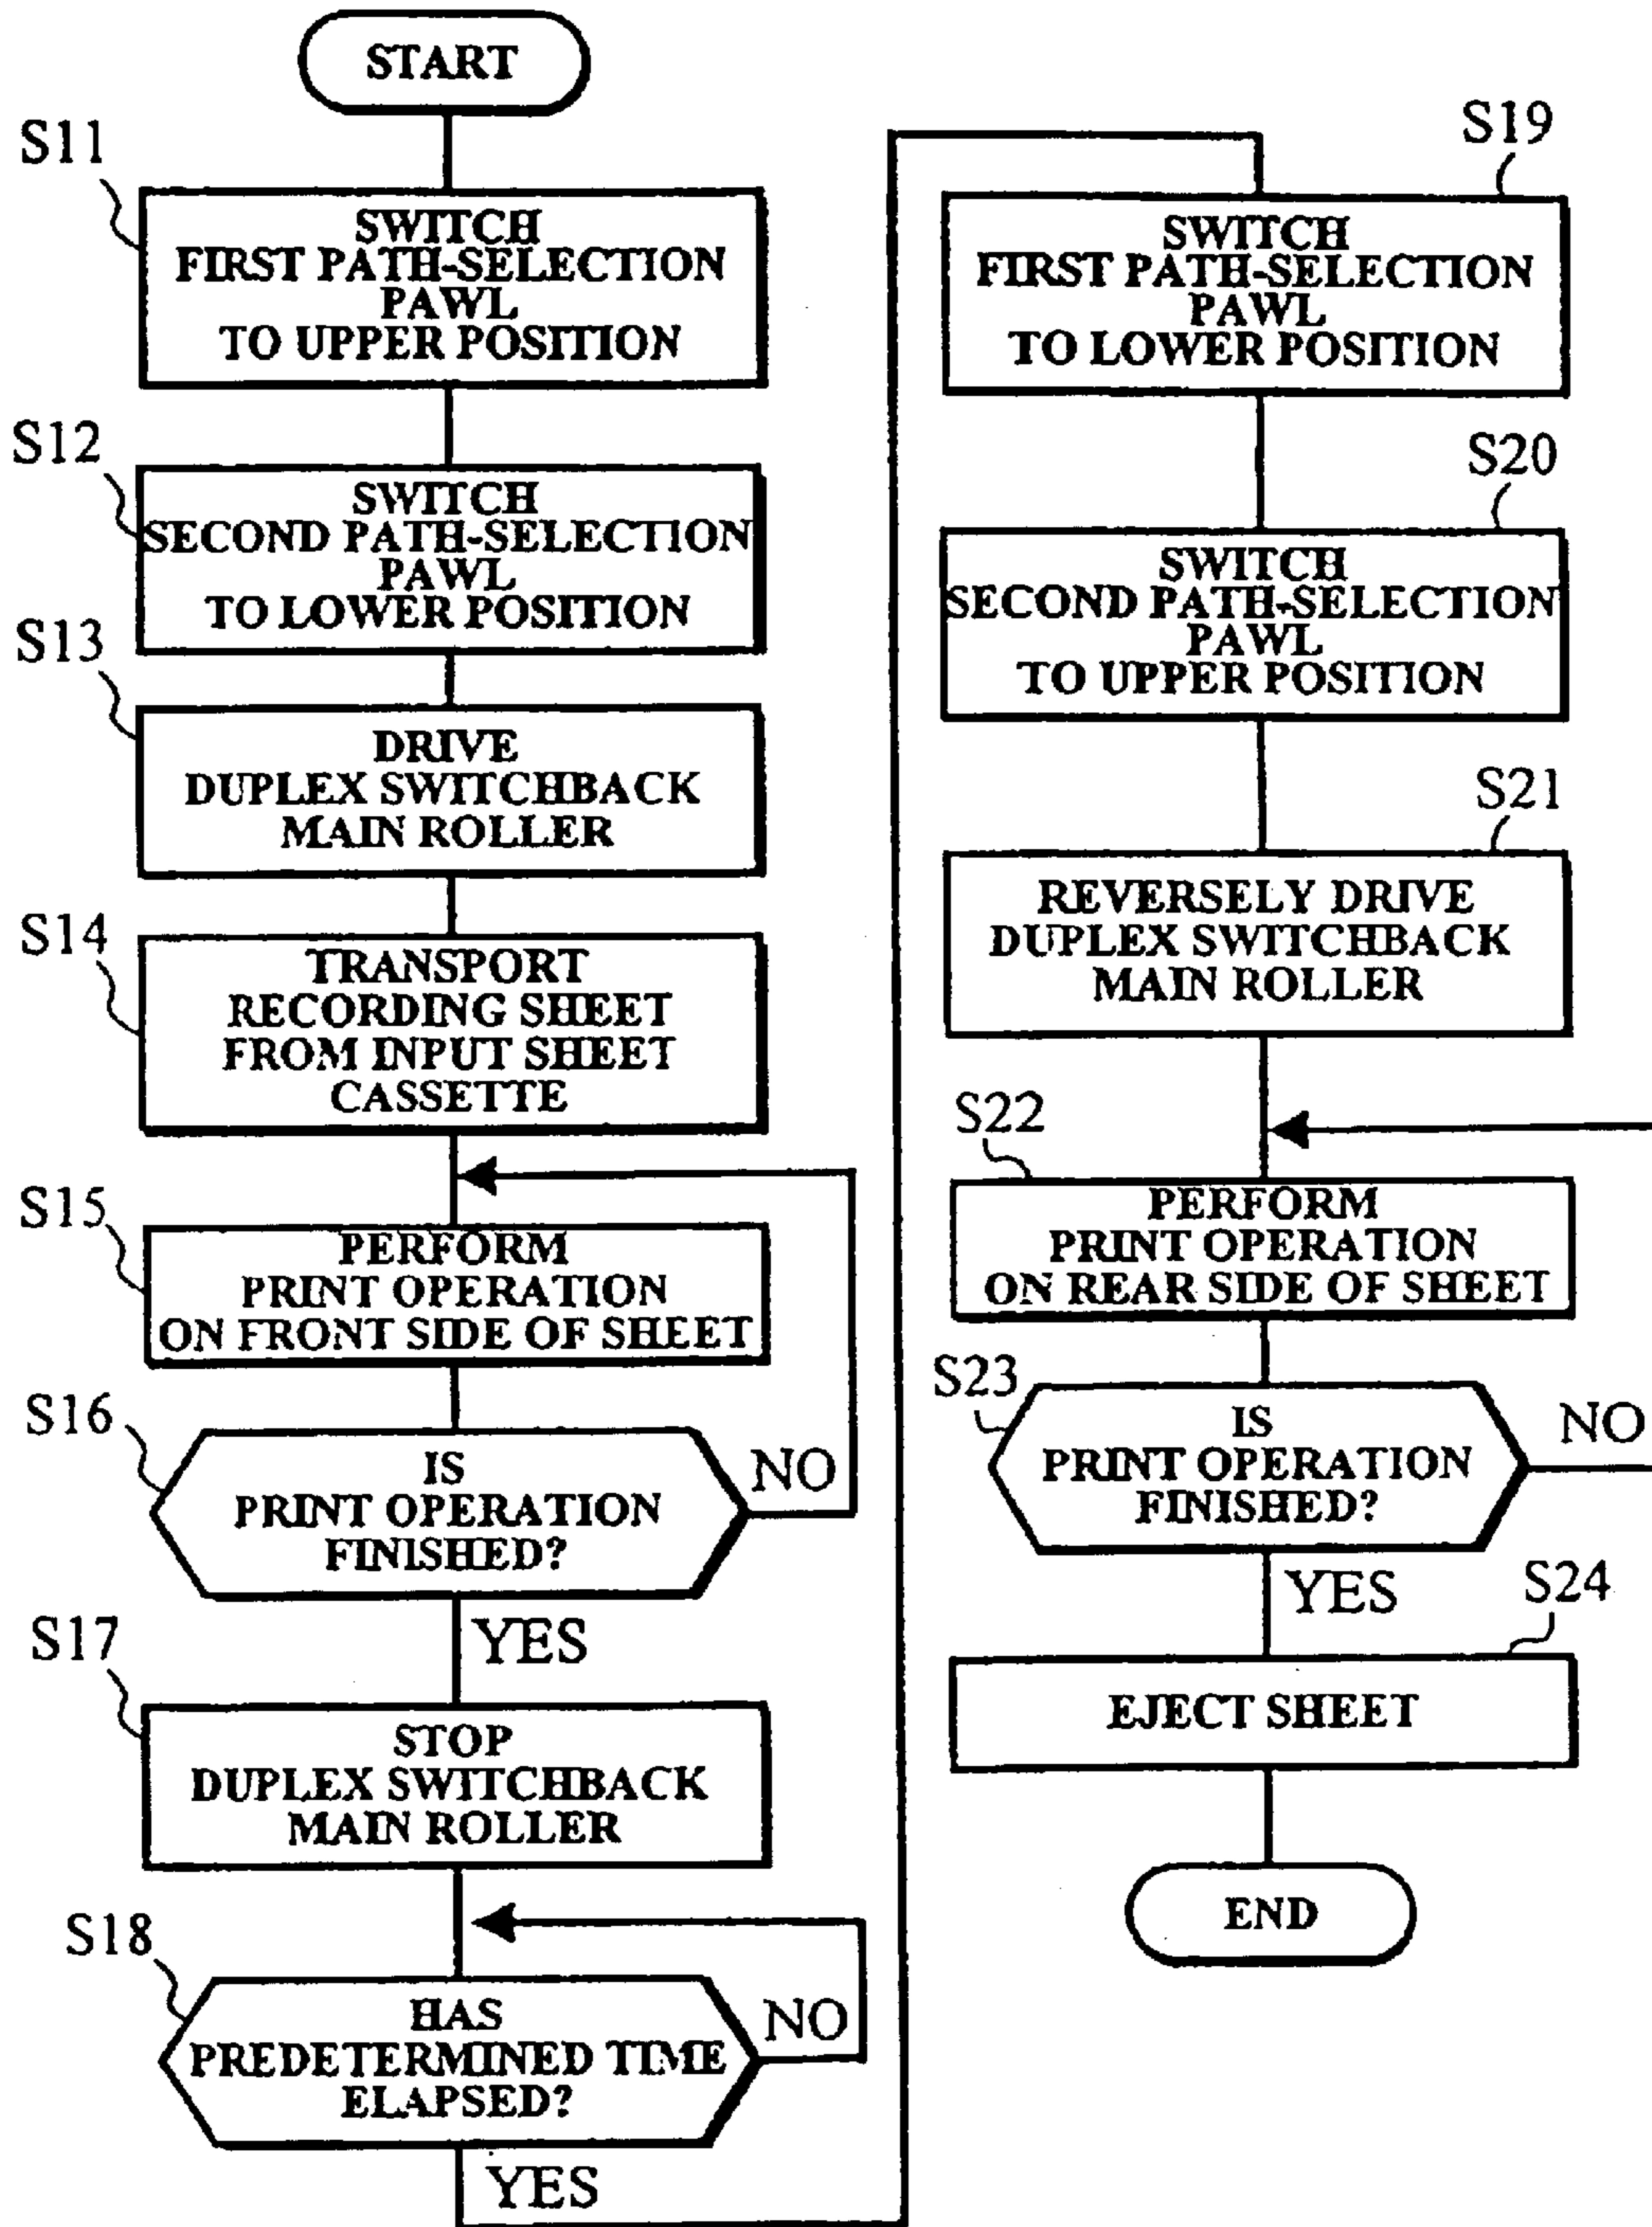 START
S11
SWITCH
FIRST PATH-SELECTION
PAWL
TO UPPER POSITION
S12
SWITCH
SECOND PATH-SELECTION
PAWL
TO LOWER POSITION
S13
DRIVE
DUPLEX SWITCHBACK
MAIN ROLLER
S14
TRANSPORT
RECORDING SHEET
FROM INPUT SHEET
CASSETTE
S15
PERFORM
PRINT OPERATION
ON FRONT SIDE OF SHEET
S16
IS
PRINT OPERATION
FINISHED?
NO
YES
S17
STOP
DUPLEX SWITCHBACK
MAIN ROLLER
S18
HAS
PREDETERMINED TIME
ELAPSED?
NO
YES
S19
SWITCH
FIRST PATH-SELECTION
PAWL
TO LOWER POSITION
S20
SWITCH
SECOND PATH-SELECTION
PAWL
TO UPPER POSITION
S21
REVERSELY DRIVE
DUPLEX SWITCHBACK
MAIN ROLLER
S22
PERFORM
PRINT OPERATION
ON REAR SIDE OF SHEET
S23
IS
PRINT OPERATION
FINISHED?
NO
YES
S24
EJECT SHEET
END